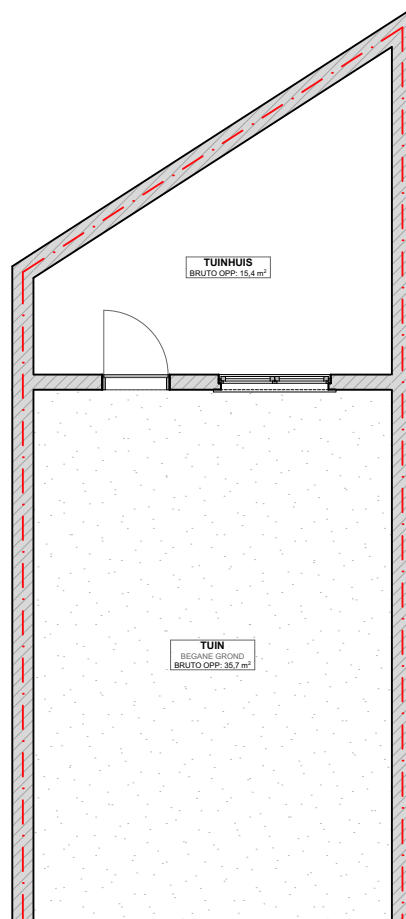 TUINHUIS
BRUTO OPP: 15,4 m²
TUIN
BEGANE GROND
BRUTO OPP: 35,7 m²